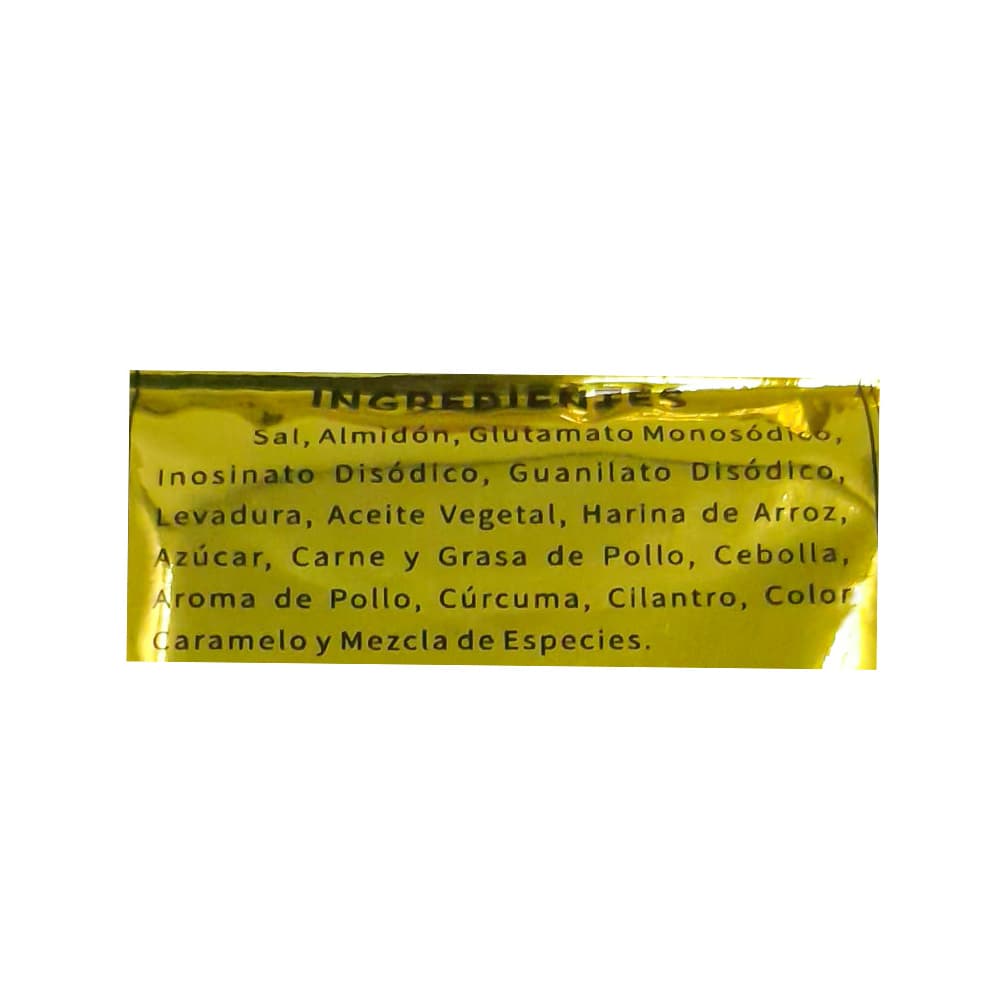 INGREDIENTES
Sal, Almidón, Glutamato Monosódico,
Inosinato Disódico, Guanilato Disódico,
Levadura, Aceite Vegetal, Harina de Arroz,
Azúcar, Carne y Grasa de Pollo, Cebolla,
Aroma de Pollo, Cúrcuma, Cilantro, Color
Caramelo y Mezcla de Especies.